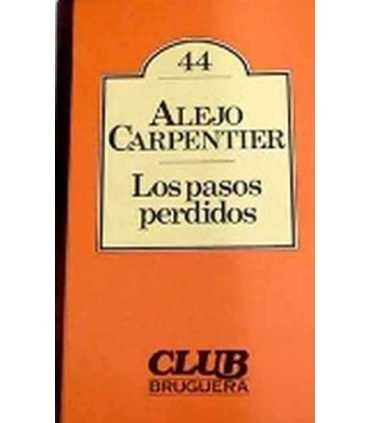 44
ALEJO
CARPENTIER
Los pasos
perdidos
CLUB
BRUGUERA